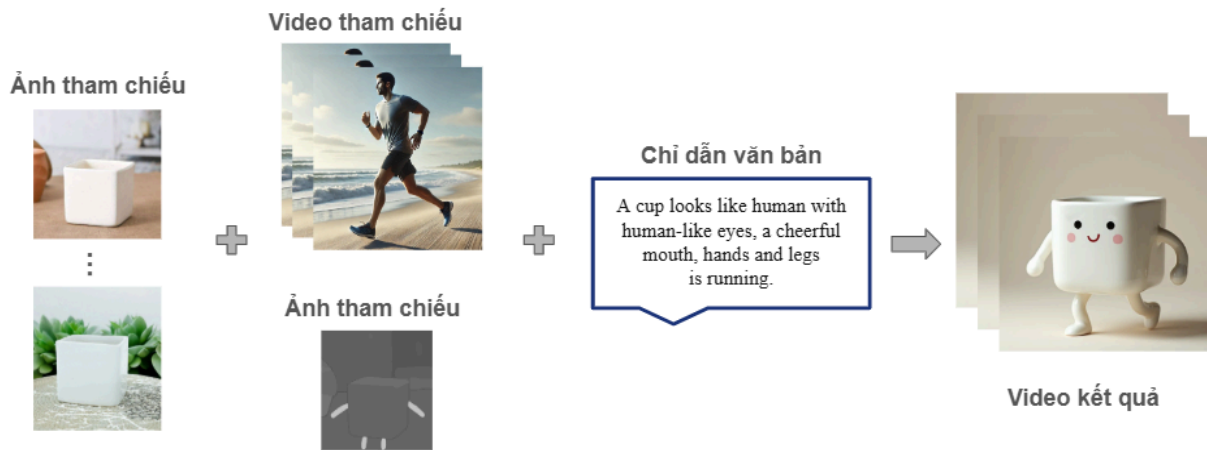 Video tham chiếu
Ảnh tham chiếu
Chỉ dẫn văn bản
A cup looks like human with
human-like eyes, a cheerful
mouth, hands and legs
is running.
Ảnh tham chiếu
Video kết quả